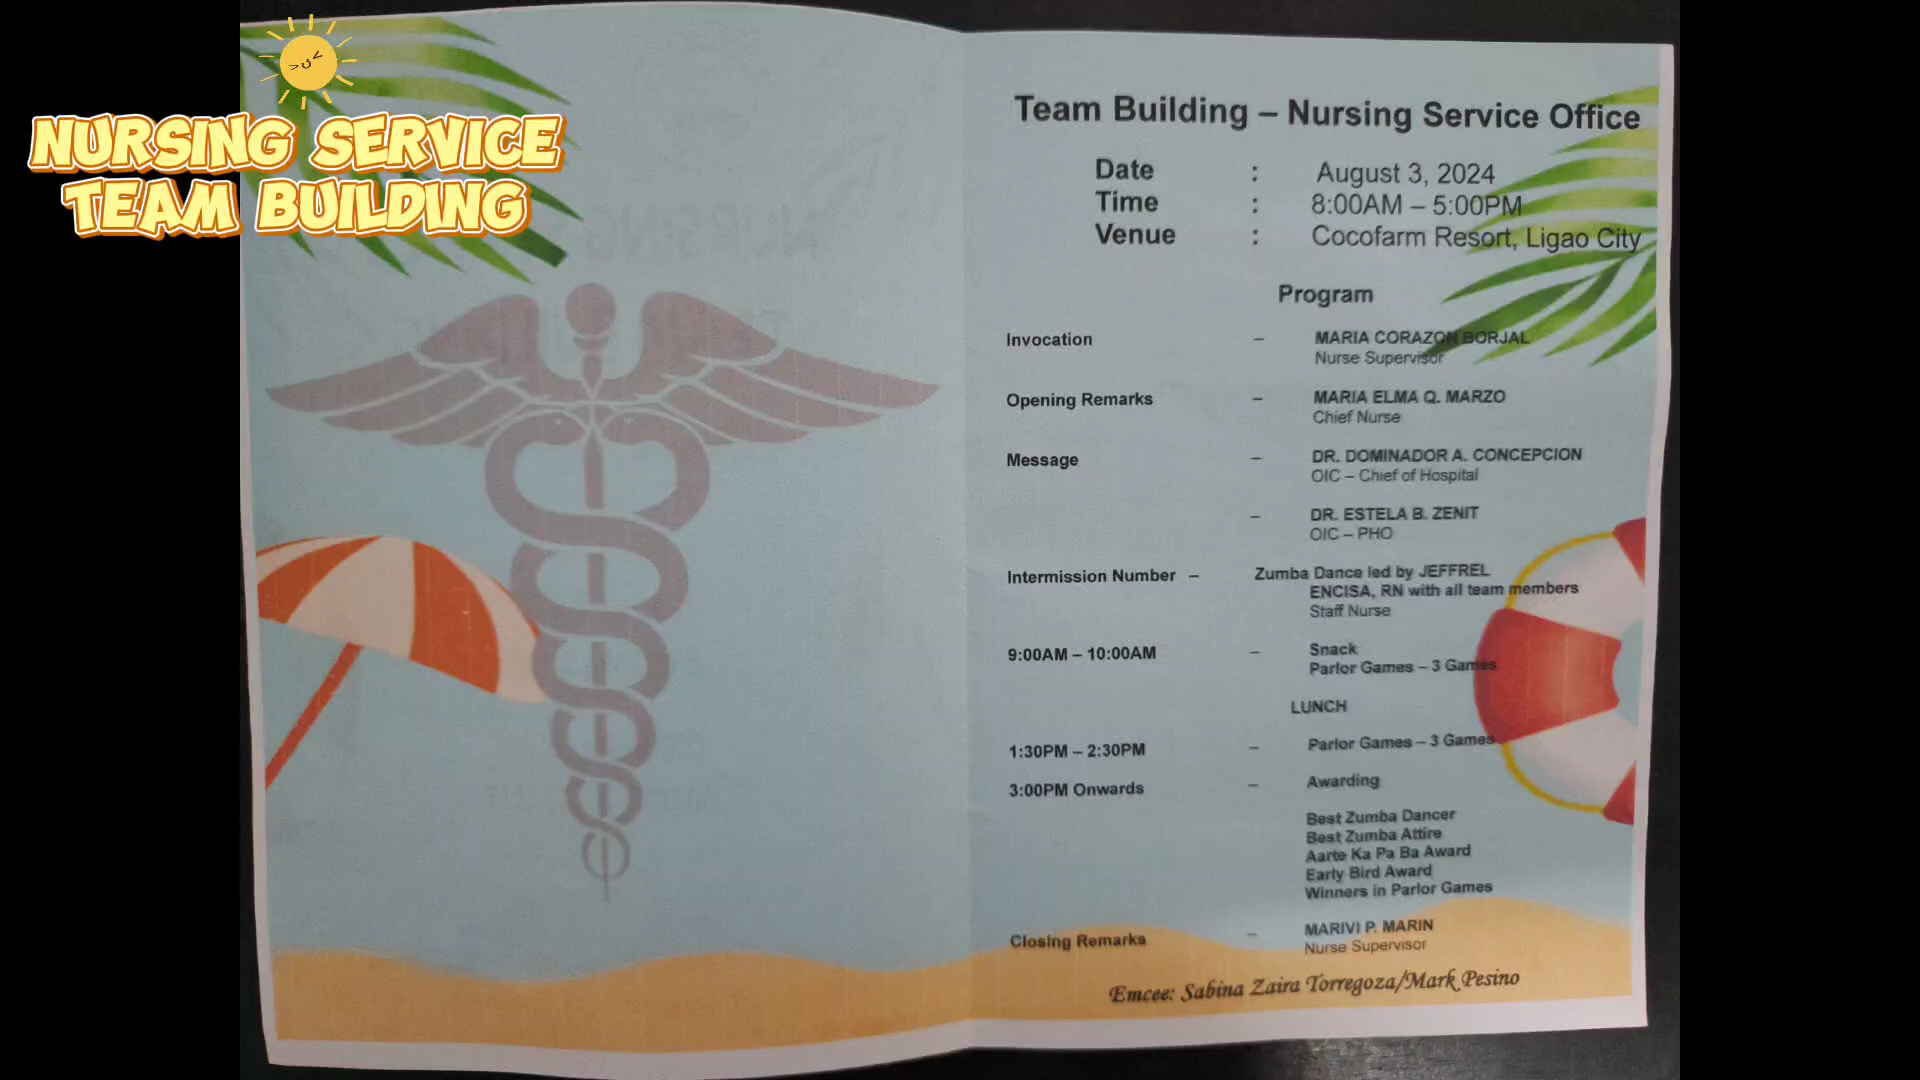 NURSING SERVICE
TEAM BUILDING
Team Building – Nursing Service Office
Date : August 3, 2024
Time : 8:00AM – 5:00PM
Venue : Cocofarm Resort, Ligao City
Program
Invocation – MARIA CORAZON BORJAL
Nurse Supervisor
Opening Remarks – MARIA ELMA Q. MARZO
Chief Nurse
Message – DR. DOMINADOR A. CONCEPCION
OIC – Chief of Hospital
– DR. ESTELA B. ZENIT
OIC – PHO
Intermission Number – Zumba Dance led by JEFFREL
ENCISA, RN with all team members
Staff Nurse
9:00AM – 10:00AM – Snack
Parlor Games – 3 Games
LUNCH
1:30PM – 2:30PM – Parlor Games – 3 Games
3:00PM Onwards – Awarding
Best Zumba Dancer
Best Zumba Attire
Aarte Ka Pa Ba Award
Early Bird Award
Winners in Parlor Games
Closing Remarks – MARIVI P. MARIN
Nurse Supervisor
Emcee: Sabina Zaira Torregoza/Mark Pesino